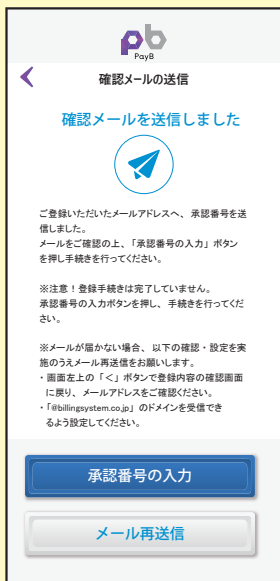 pb
PayB
確認メールの送信
確認メールを送信しました
ご登録いただいたメールアドレスへ、承認番号を送
信しました。
メールをご確認の上、「承認番号の入力」ボタン
を押し手続きを行ってください。
※注意！登録手続きは完了していません。
承認番号の入力ボタンを押し、手続きを行ってくだ
さい。
※メールが届かない場合、以下の確認・設定を実
施のうえメール再送信をお願いします。
・画面左上の「＜」ボタンで登録内容の確認画面
に戻り、メールアドレスをご確認ください。
・「@billingsystem.co.jp」のドメインを受信でき
るよう設定してください。
承認番号の入力
メール再送信